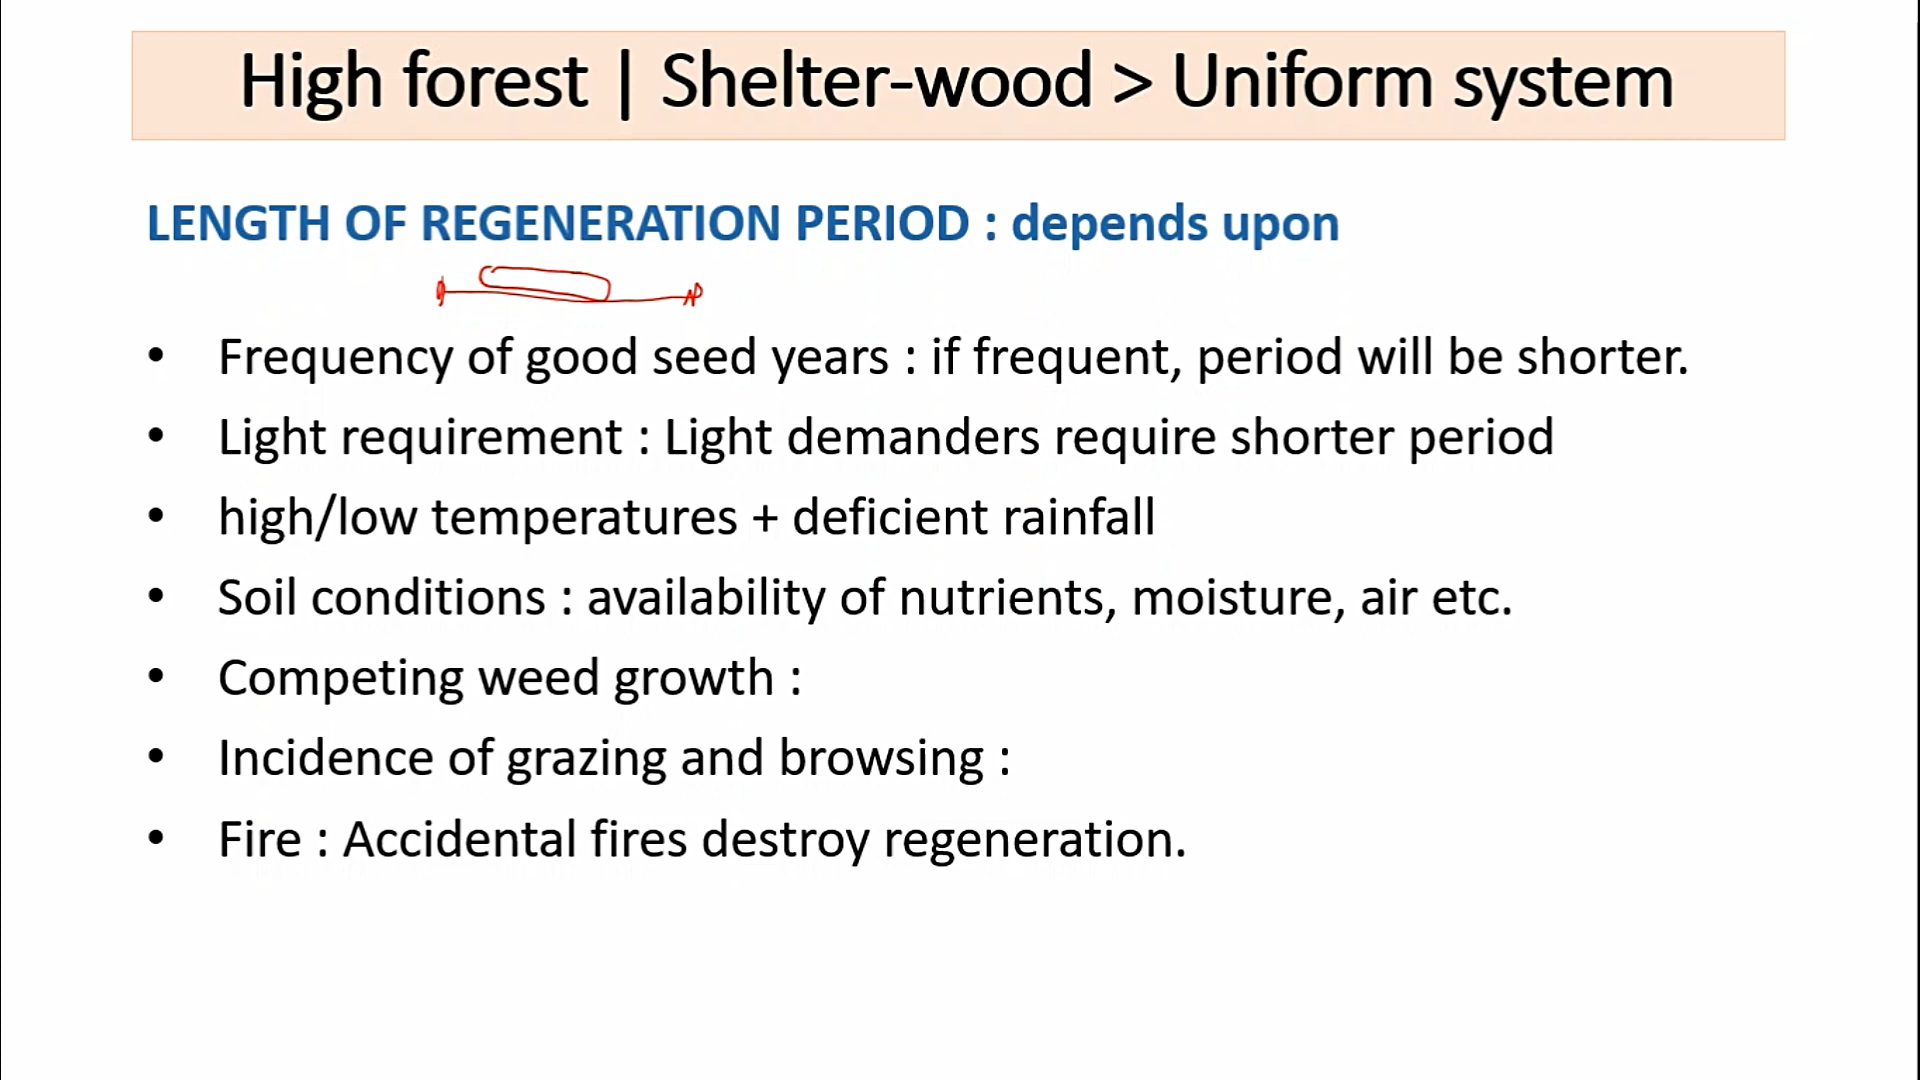 High forest | Shelter-wood > Uniform system
LENGTH OF REGENERATION PERIOD : depends upon
• Frequency of good seed years : if frequent, period will be shorter.
• Light requirement : Light demanders require shorter period
• high/low temperatures + deficient rainfall
• Soil conditions : availability of nutrients, moisture, air etc.
• Competing weed growth :
• Incidence of grazing and browsing :
• Fire : Accidental fires destroy regeneration.